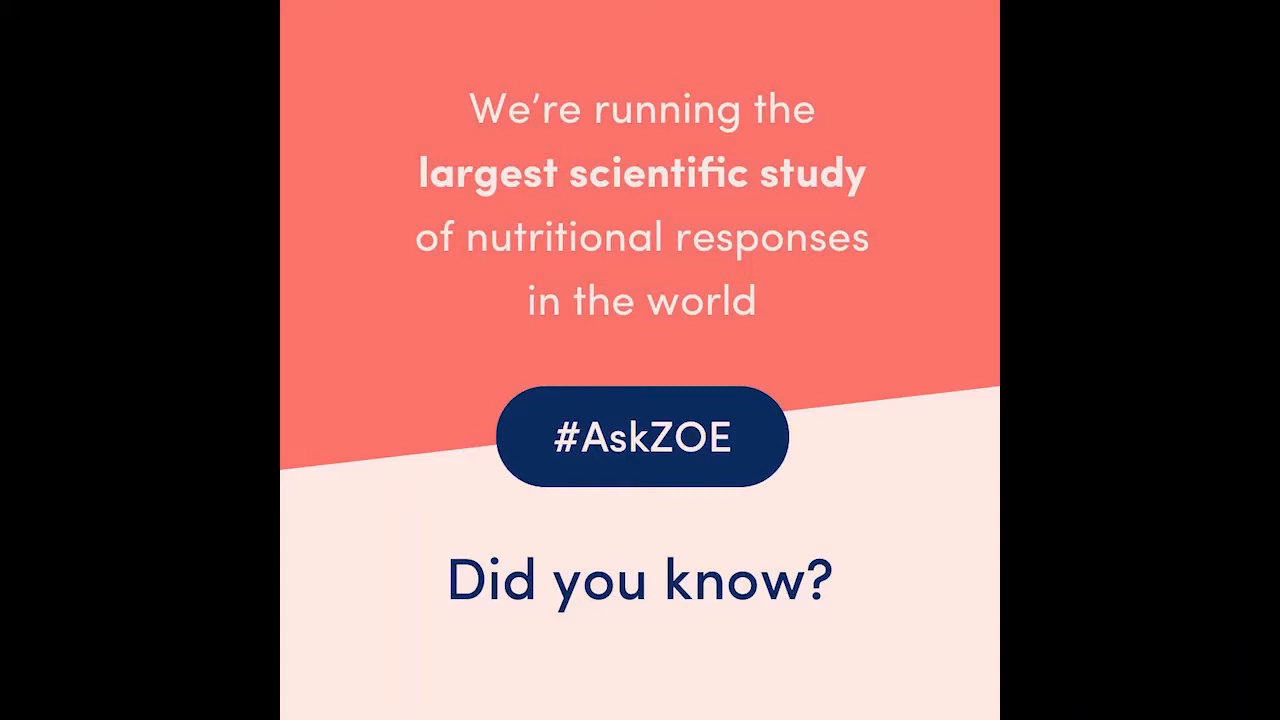 We’re running the
largest scientific study
of nutritional responses
in the world
#AskZOE
Did you know?